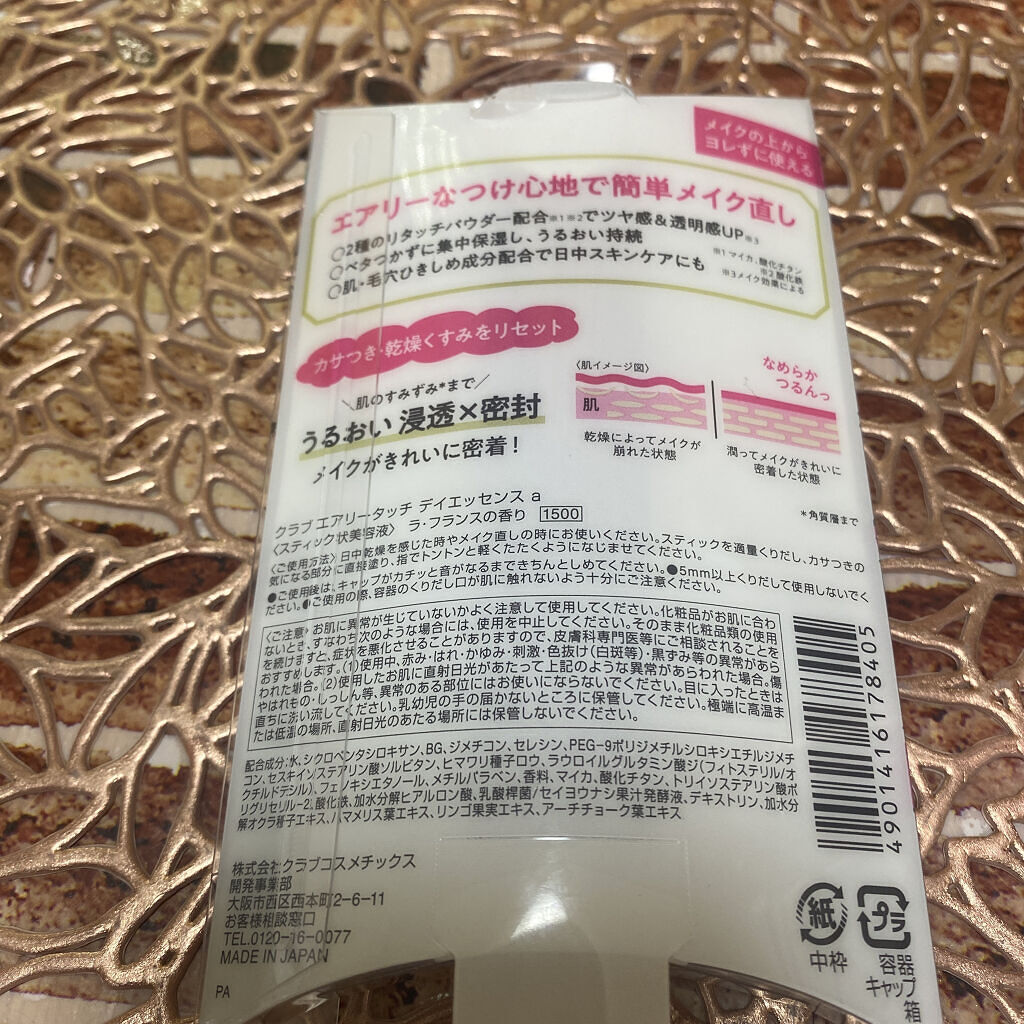 メイクの上から
ヨレずに使える
エアリーなつけ心地で簡単メイク直し
○2種のリタッチパウダー配合※1※2でツヤ感&透明感UP※3
○ベタつかずに集中保湿し、うるおい持続
○肌・毛穴ひきしめ成分配合で日中スキンケアにも
※1 マイカ、酸化チタン
※2 酸化鉄
※3メイク効果による
カサつき・乾燥くすみをリセット
\肌のすみずみ*まで/
うるおい 浸透×密封
メイクがきれいに密着!
〈肌イメージ図〉
肌
乾燥によってメイクが
崩れた状態
なめらか
つるんっ
潤ってメイクがきれいに
密着した状態
*角質層まで
クラブ エアリータッチ デイエッセンス a
〈スティック状美容液〉 ラ・フランスの香り 1500
〈ご使用方法〉日中乾燥を感じた時やメイク直しの時にお使いください。スティックを適量くりだし、カサつきの
気になる部分に直接塗り、指でトントンと軽くたたくようになじませてください。
●ご使用後は、キャップがカチッと音がなるまできちんとしめてください。●5mm以上くりだして使用しないでく
ださい。●ご使用の際、容器のくりだし口が肌に触れないよう十分にご注意ください。
〈ご注意〉お肌に異常が生じていないかよく注意して使用してください。化粧品がお肌に合わ
ないとき、すなわち次のような場合には、使用を中止してください。そのまま化粧品類の使用
を続けますと、症状を悪化させることがありますので、皮膚科専門医等にご相談されることを
おすすめします。(1)使用中、赤み・はれ・かゆみ・刺激・色抜け(白斑等)・黒ずみ等の異常があら
われた場合。(2)使用したお肌に直射日光があたって上記のような異常があらわれた場合。傷
やはれもの・しっしん等、異常のある部位にはお使いにならないでください。目に入ったときは
直ちに洗い流してください。乳幼児の手の届かないところに保管してください。極端に高温ま
たは低温の場所、直射日光のあたる場所には保管しないでください。
配合成分:水、シクロペンタシロキサン、BG、ジメチコン、セレシン、PEG-9ポリジメチルシロキシエチルジメチ
コン、セスキイソステアリン酸ソルビタン、ヒマワリ種子ロウ、ラウロイルグルタミン酸ジ(フィトステリル/オ
クチルドデシル)、フェノキシエタノール、メチルパラベン、香料、マイカ、酸化チタン、トリイソステアリン酸ポ
リグリセリル-2、酸化鉄、加水分解ヒアルロン酸、乳酸桿菌/セイヨウナシ果汁発酵液、デキストリン、加水分
解オクラ種子エキス、ハマメリス葉エキス、リンゴ果実エキス、アーチチョーク葉エキス
4901416178405
株式会社クラブコスメチックス
開発事業部
大阪市西区西本町2-6-11
お客様相談窓口
TEL.0120-16-0077
MADE IN JAPAN
PA
紙
中枠
プラ
容器
キャップ
箱